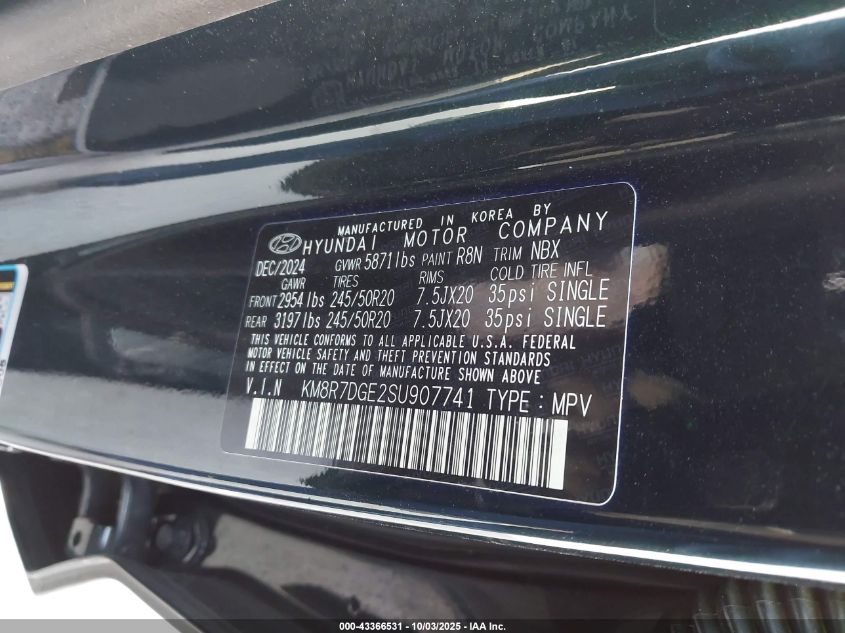 MANUFACTURED IN KOREA BY
HYUNDAI MOTOR COMPANY
DEC/2024 GVWR 5871lbs PAINT R8N TRIM NBX
GAWR TIRES RIMS COLD TIRE INFL
FRONT 2954lbs 245/50R20 7.5JX20 35psi SINGLE
REAR 3197lbs 245/50R20 7.5JX20 35psi SINGLE
THIS VEHICLE CONFORMS TO ALL APPLICABLE U.S.A. FEDERAL
MOTOR VEHICLE SAFETY AND THEFT PREVENTION STANDARDS
IN EFFECT ON THE DATE OF MANUFACTURE SHOWN ABOVE
V.I.N KM8R7DGE2SU907741 TYPE : MPV
000-43366531 - 10/03/2025 - IAA Inc.